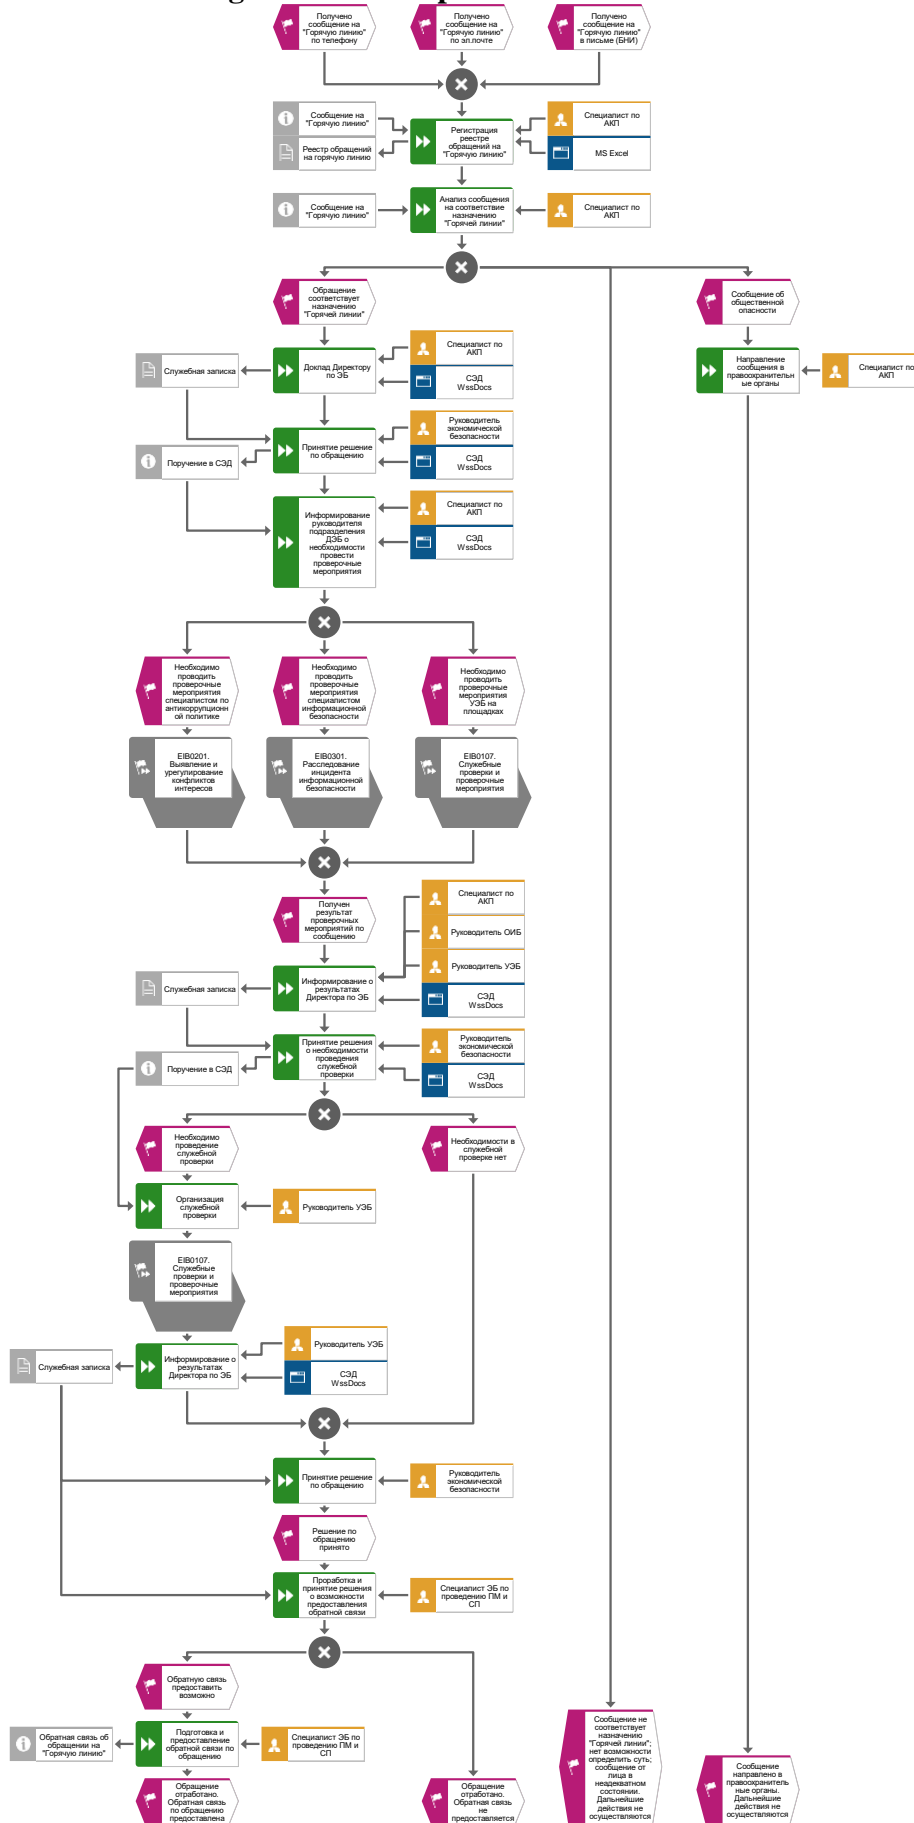 Получено
сообщение на
"Горячую линию"
по телефону
Получено
сообщение на
"Горячую линию"
по эл.почте
Получено
сообщение на
"Горячую линию"
в письме (БНИ)
Сообщение на
"Горячую линию"
Реестр обращений
на горячую линию
Регистрация
реестре
обращений на
"Горячую линию"
Специалист по
АКП
MS Excel
Сообщение на
"Горячую линию"
Анализ сообщения
на соответствие
назначению
"Горячей линии"
Специалист по
АКП
Обращение
соответствует
назначению
"Горячей линии"
Сообщение об
общественной
опасности
Служебная записка
Доклад Директору
по ЭБ
Специалист по
АКП
СЭД
WssDocs
Направление
сообщения в
правоохранительн
ые органы
Специалист по
АКП
Поручение в СЭД
Принятие решение
по обращению
Руководитель
экономической
безопасности
СЭД
WssDocs
Информирование
руководителя
подразделения
ДЭБ о
необходимости
провести
проверочные
мероприятия
Специалист по
АКП
СЭД
WssDocs
Необходимо
проводить
проверочные
мероприятия
специалистом по
антикоррупционн
ой политике
Необходимо
проводить
проверочные
мероприятия
специалистом
информационной
безопасности
Необходимо
проводить
проверочные
мероприятия
УЭБ на
площадках
EIB0201.
Выявление и
урегулирование
конфликтов
интересов
EIB0301.
Расследование
инцидента
информационной
безопасности
EIB0107.
Служебные
проверки и
проверочные
мероприятия
Получен
результат
проверочных
мероприятий по
сообщению
Специалист по
АКП
Руководитель ОИБ
Руководитель УЭБ
СЭД
WssDocs
Служебная записка
Информирование о
результатах
Директора по ЭБ
Поручение в СЭД
Принятие решения
о необходимости
проведения
служебной
проверки
Руководитель
экономической
безопасности
СЭД
WssDocs
Необходимо
проведение
служебной
проверки
Необходимости в
служебной
проверке нет
Организация
служебной
проверки
Руководитель УЭБ
EIB0107.
Служебные
проверки и
проверочные
мероприятия
Служебная записка
Информирование о
результатах
Директора по ЭБ
Руководитель УЭБ
СЭД
WssDocs
Принятие решение
по обращению
Руководитель
экономической
безопасности
Решение по
обращению
принято
Проработка и
принятие решения
о возможности
предоставления
обратной связи
Специалист ЭБ по
проведению ПМ и
СП
Обратную связь
предоставить
возможно
Обратная связь об
обращении на
"Горячую линию"
Подготовка и
предоставление
обратной связи по
обращению
Специалист ЭБ по
проведению ПМ и
СП
Обращение
отработано.
Обратная связь
по обращению
предоставлена
Обращение
отработано.
Обратная связь
не
предоставляется
Сообщение не
соответствует
назначению
"Горячей линии";
нет возможности
определить суть;
сообщение от
лица в
неадекватном
состоянии.
Дальнейшие
действия не
осуществляются
Сообщение
направлено в
правоохранитель
ные органы.
Дальнейшие
действия не
осуществляются